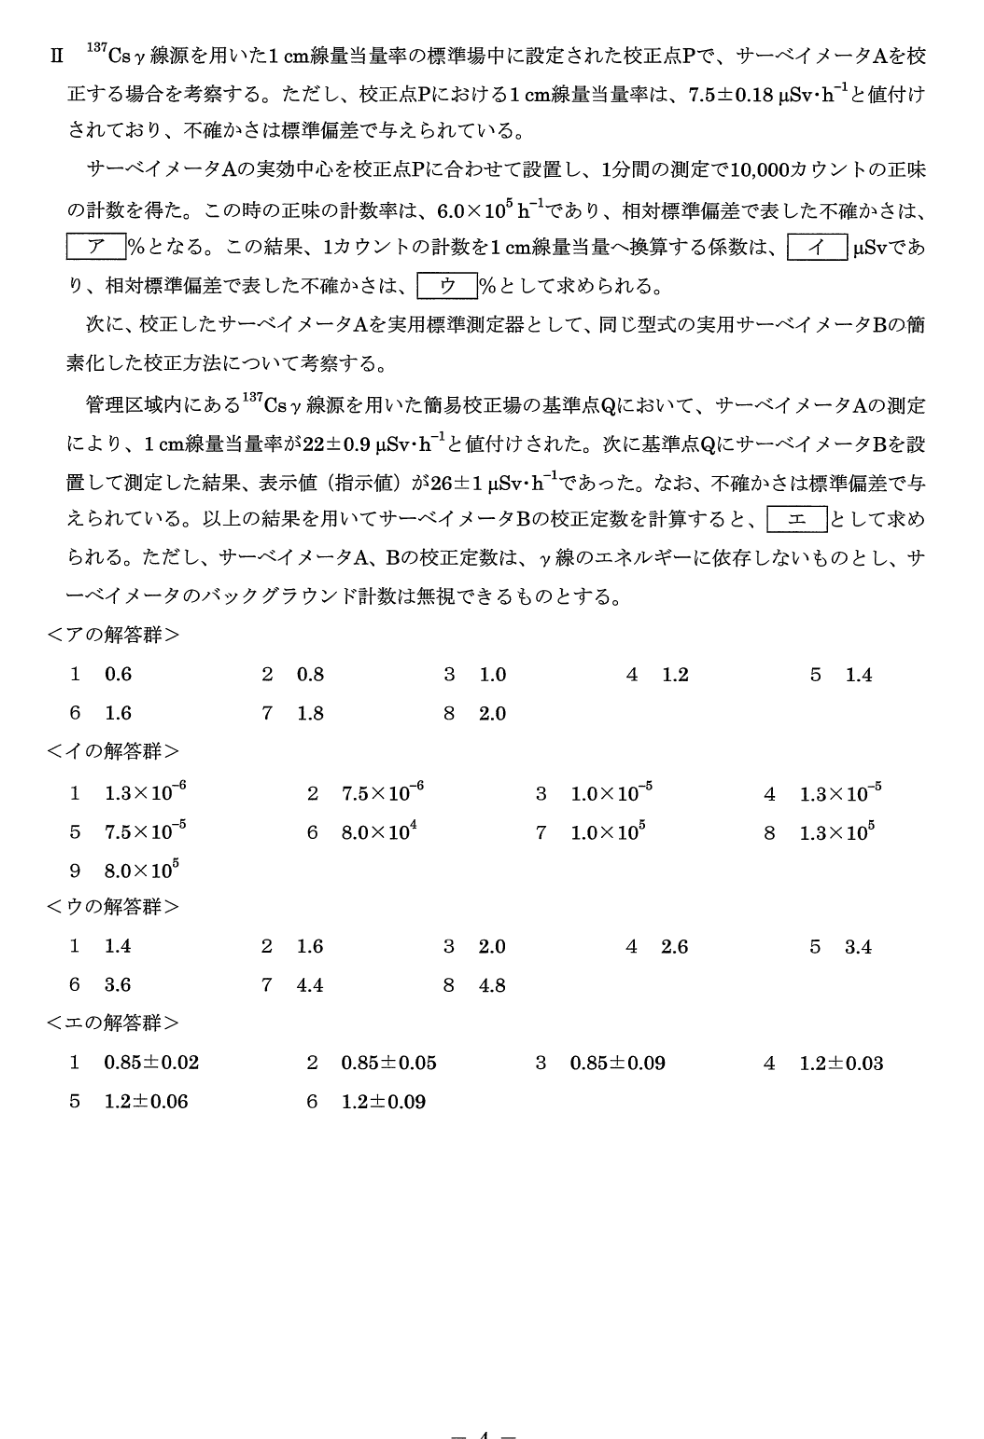 Ⅱ ¹³⁷Csγ線源を用いた1 cm線量当量率の標準場中に設定された校正点Pで、サーベイメータAを校
正する場合を考察する。ただし、校正点Pにおける1 cm線量当量率は、7.5±0.18 μSv·h⁻¹と値付け
されており、不確かさは標準偏差で与えられている。
サーベイメータAの実効中心を校正点Pに合わせて設置し、1分間の測定で10,000カウントの正味
の計数を得た。この時の正味の計数率は、6.0×10⁵ h⁻¹であり、相対標準偏差で表した不確かさは、
ア %となる。この結果、1カウントの計数を1 cm線量当量へ換算する係数は、 イ μSvであ
り、相対標準偏差で表した不確かさは、 ウ %として求められる。
次に、校正したサーベイメータAを実用標準測定器として、同じ型式の実用サーベイメータBの簡
素化した校正方法について考察する。
管理区域内にある¹³⁷Csγ線源を用いた簡易校正場の基準点Qにおいて、サーベイメータAの測定
により、1 cm線量当量率が22±0.9 μSv·h⁻¹と値付けされた。次に基準点QにサーベイメータBを設
置して測定した結果、表示値（指示値）が26±1 μSv·h⁻¹であった。なお、不確かさは標準偏差で与
えられている。以上の結果を用いてサーベイメータBの校正定数を計算すると、 エ として求め
られる。ただし、サーベイメータA、Bの校正定数は、γ線のエネルギーに依存しないものとし、サ
ーベイメータのバックグラウンド計数は無視できるものとする。
＜アの解答群＞
1 0.6 2 0.8 3 1.0 4 1.2 5 1.4
6 1.6 7 1.8 8 2.0
＜イの解答群＞
1 1.3×10⁻⁶ 2 7.5×10⁻⁶ 3 1.0×10⁻⁵ 4 1.3×10⁻⁵
5 7.5×10⁻⁵ 6 8.0×10⁴ 7 1.0×10⁵ 8 1.3×10⁵
9 8.0×10⁵
＜ウの解答群＞
1 1.4 2 1.6 3 2.0 4 2.6 5 3.4
6 3.6 7 4.4 8 4.8
＜エの解答群＞
1 0.85±0.02 2 0.85±0.05 3 0.85±0.09 4 1.2±0.03
5 1.2±0.06 6 1.2±0.09
― 4 ―